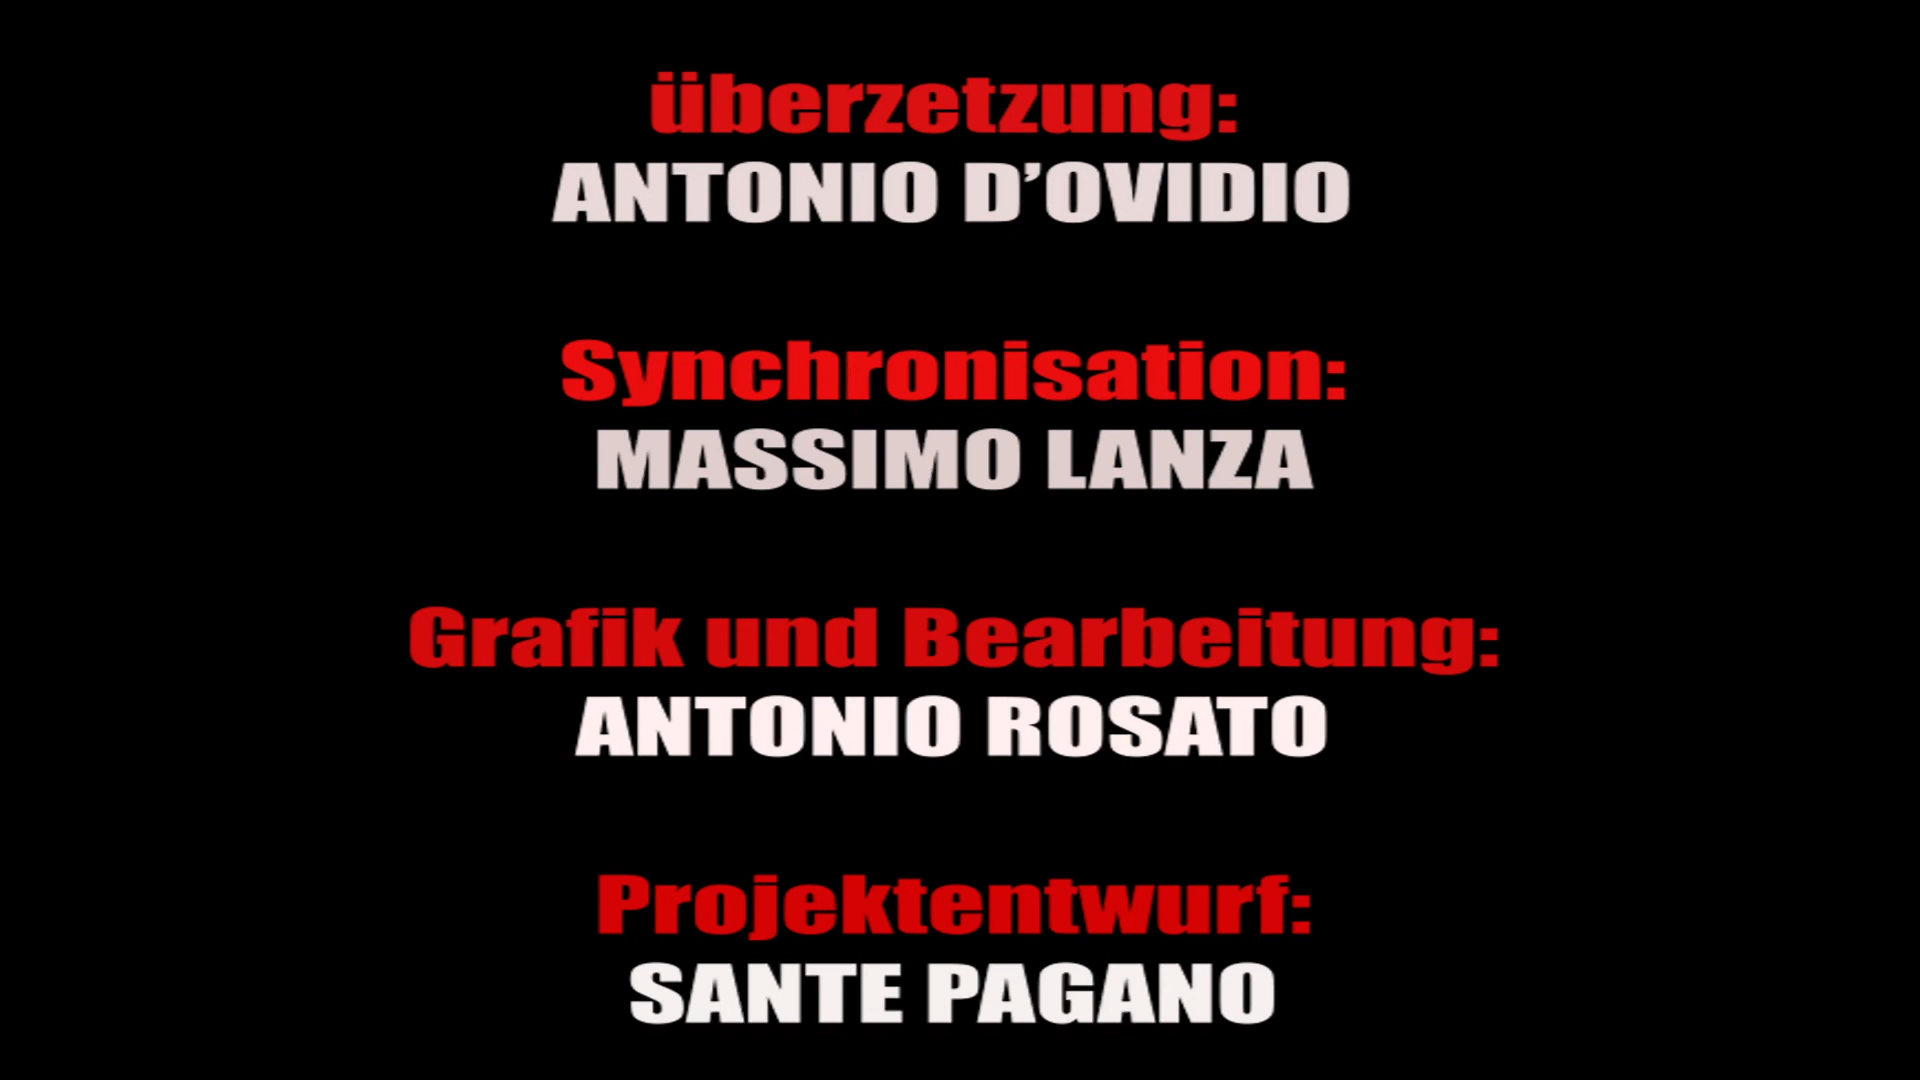 überzetzung:
ANTONIO D’OVIDIO
Synchronisation:
MASSIMO LANZA
Grafik und Bearbeitung:
ANTONIO ROSATO
Projektentwurf:
SANTE PAGANO